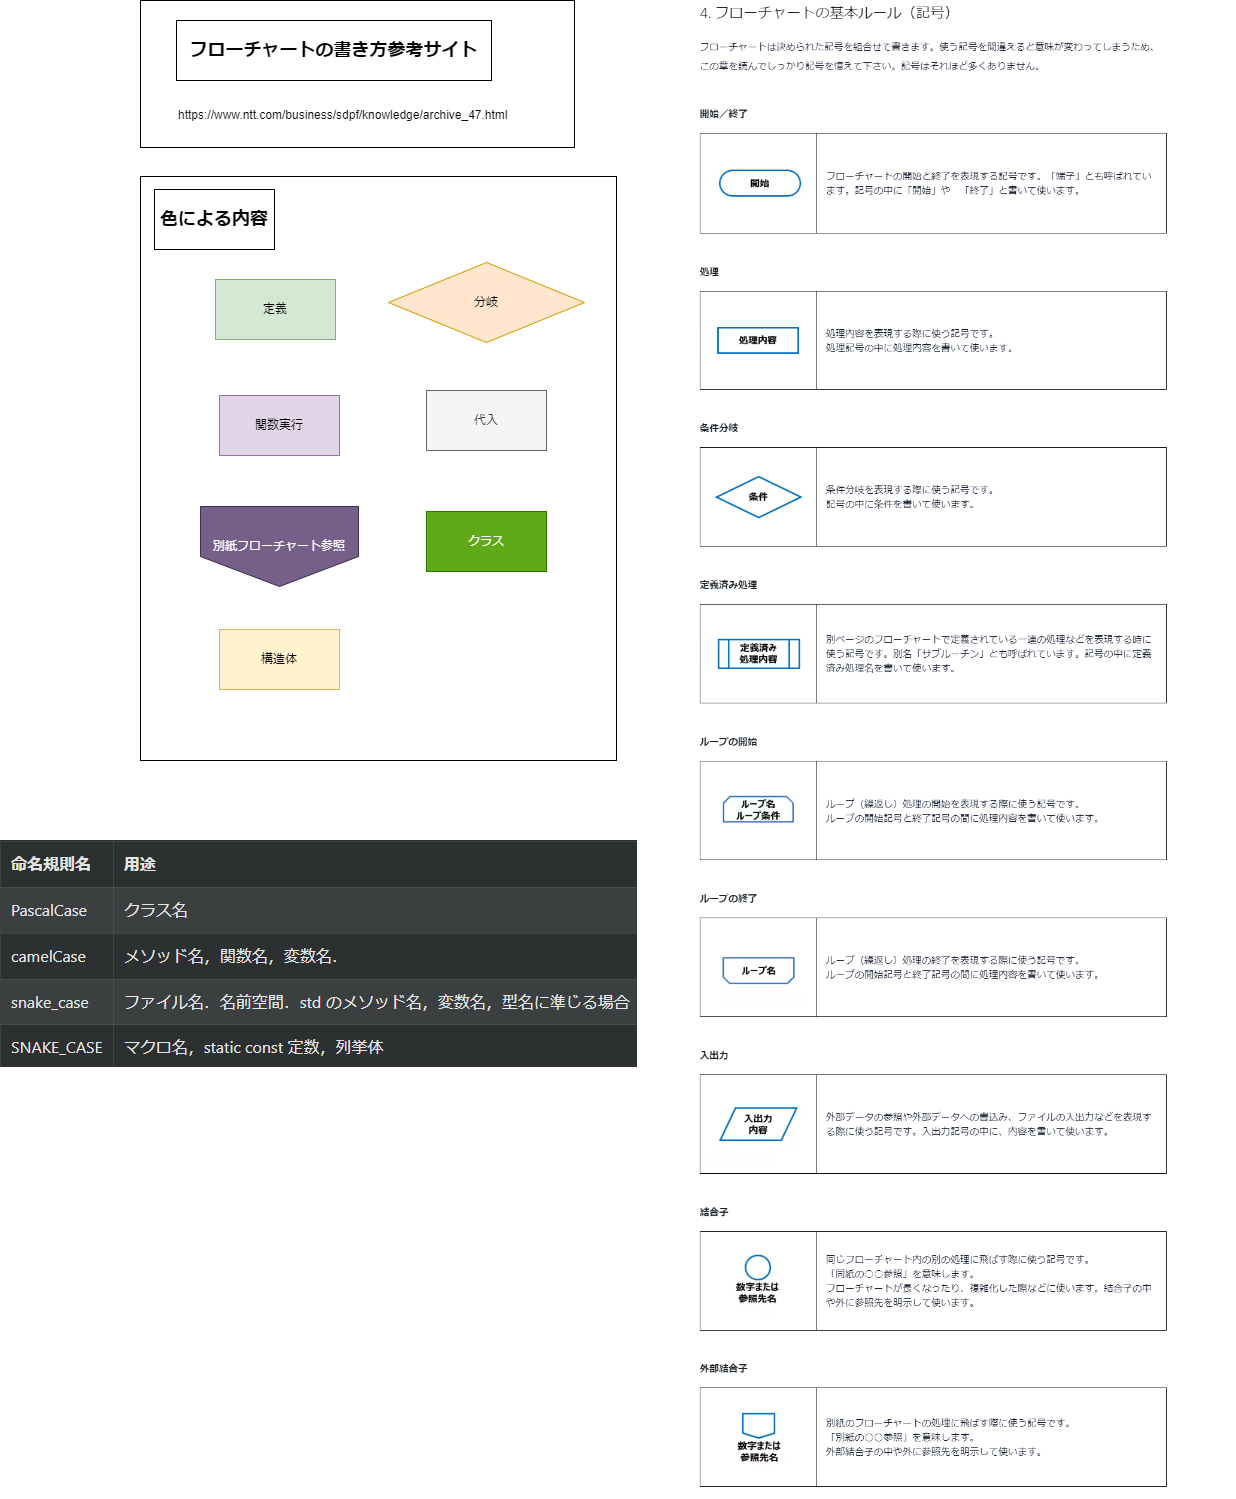 フローチャートの書き方参考サイト
https://www.ntt.com/business/sdpf/knowledge/archive_47.html
色による内容
定義
分岐
関数実行
代入
別紙フローチャート参照
クラス
構造体
命名規則名 用途
PascalCase クラス名
camelCase メソッド名，関数名，変数名．
snake_case ファイル名．名前空間．std のメソッド名，変数名，型名に準じる場合
SNAKE_CASE マクロ名，static const 定数，列挙体
4. フローチャートの基本ルール（記号）
フローチャートは決められた記号を組合せて書きます。使う記号を間違えると意味が変わってしまうため、
この章を読んでしっかり記号を憶えて下さい。記号はそれほど多くありません。
開始／終了
開始
フローチャートの開始と終了を表現する記号です。「端子」とも呼ばれてい
ます。記号の中に「開始」や　「終了」と書いて使います。
処理
処理内容
処理内容を表現する際に使う記号です。
処理記号の中に処理内容を書いて使います。
条件分岐
条件
条件分岐を表現する際に使う記号です。
記号の中に条件を書いて使います。
定義済み処理
定義済み
処理内容
別ページのフローチャートで定義されている一連の処理などを表現する時に
使う記号です。別名「サブルーチン」とも呼ばれています。記号の中に定義
済み処理名を書いて使います。
ループの開始
ループ名
ループ条件
ループ（繰返し）処理の開始を表現する際に使う記号です。
ループの開始記号と終了記号の間に処理内容を書いて使います。
ループの終了
ループ名
ループ（繰返し）処理の終了を表現する際に使う記号です。
ループの開始記号と終了記号の間に処理内容を書いて使います。
入出力
入出力
内容
外部データの参照や外部データへの書込み、ファイルの入出力などを表現す
る際に使う記号です。入出力記号の中に、内容を書いて使います。
結合子
数字または
参照先名
同じフローチャート内の別の処理に飛ばす際に使う記号です。
「同紙の○○参照」を意味します。
フローチャートが長くなったり、複雑化した際などに使います。結合子の中
や外に参照先を明示して使います。
外部結合子
数字または
参照先名
別紙のフローチャートの処理に飛ばす際に使う記号です。
「別紙の○○参照」を意味します。
外部結合子の中や外に参照先を明示して使います。